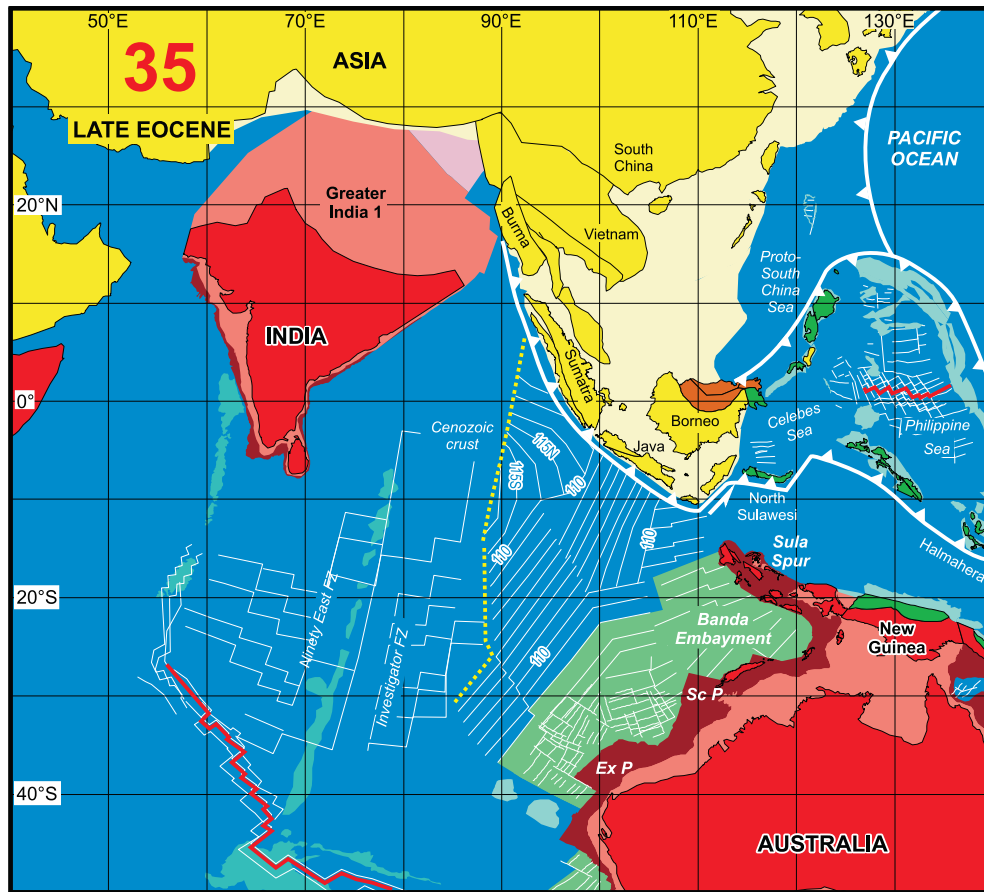 50°E
70°E
90°E
110°E
130°E
35
LATE EOCENE
ASIA
PACIFIC
OCEAN
South
China
20°N
Greater
India 1
Burma
Vietnam
Proto-
South
China
Sea
INDIA
Sumatra
0°
Borneo
Celebes
Sea
Philippine
Sea
Cenozoic
crust
Java
115N
115S
110
North
Sulawesi
110
110
Sula
Spur
Halmahera
20°S
Ninety East FZ
Banda
Embayment
New
Guinea
Investigator FZ
110
Sc P
Ex P
40°S
AUSTRALIA